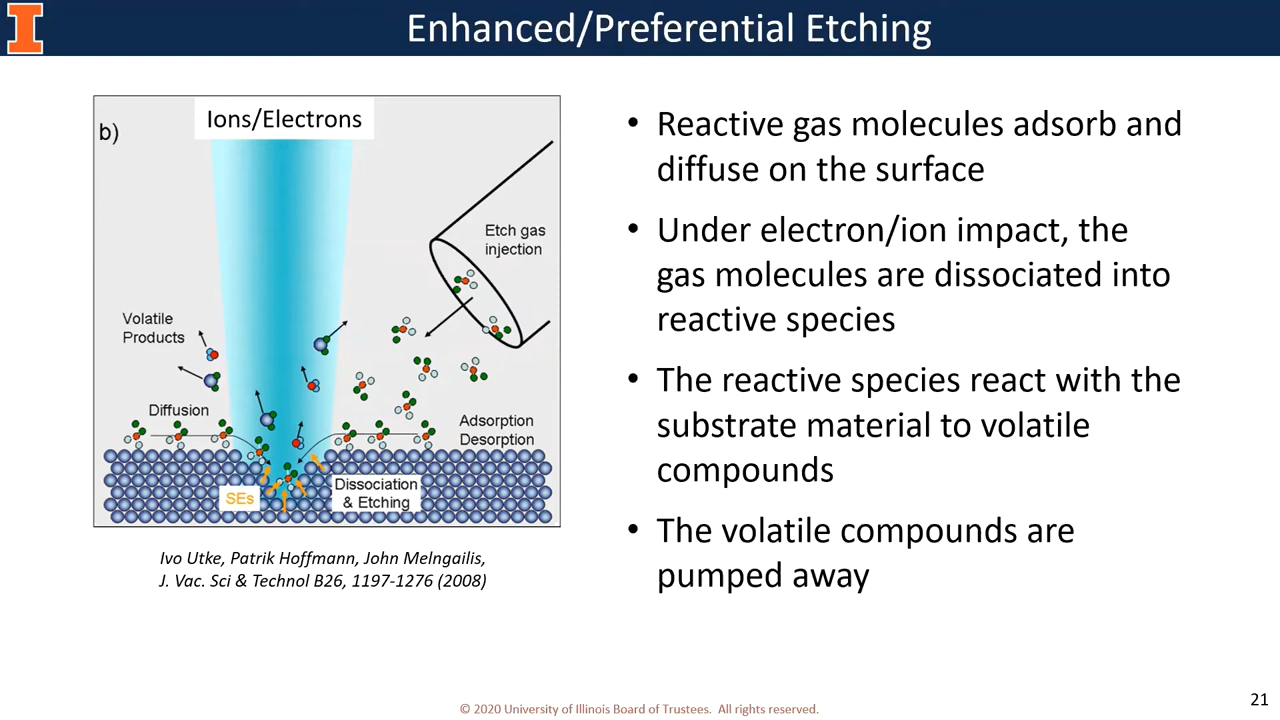 Enhanced/Preferential Etching
b)
Ions/Electrons
Etch gas
injection
Volatile
Products
Diffusion
Adsorption
Desorption
SEs
Dissociation
& Etching
Ivo Utke, Patrik Hoffmann, John Melngailis,
J. Vac. Sci & Technol B26, 1197-1276 (2008)
• Reactive gas molecules adsorb and
diffuse on the surface
• Under electron/ion impact, the
gas molecules are dissociated into
reactive species
• The reactive species react with the
substrate material to volatile
compounds
• The volatile compounds are
pumped away
© 2020 University of Illinois Board of Trustees. All rights reserved.
21